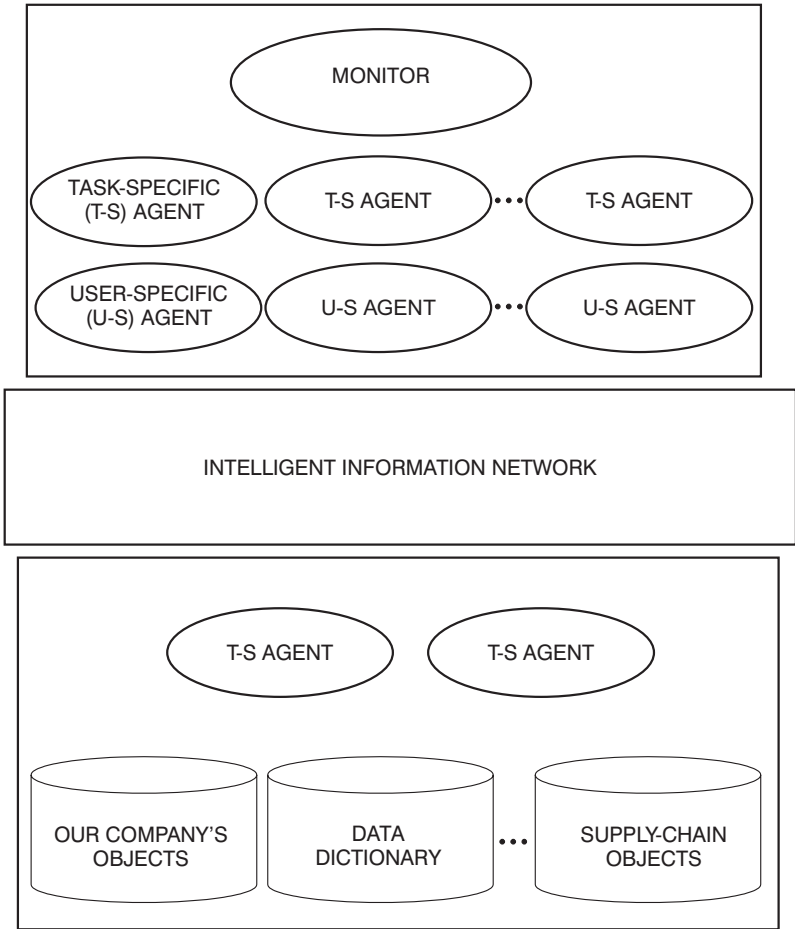 MONITOR
TASK-SPECIFIC
(T-S) AGENT
T-S AGENT
•••
T-S AGENT
USER-SPECIFIC
(U-S) AGENT
U-S AGENT
•••
U-S AGENT
INTELLIGENT INFORMATION NETWORK
T-S AGENT
T-S AGENT
OUR COMPANY'S
OBJECTS
DATA
DICTIONARY
•••
SUPPLY-CHAIN
OBJECTS